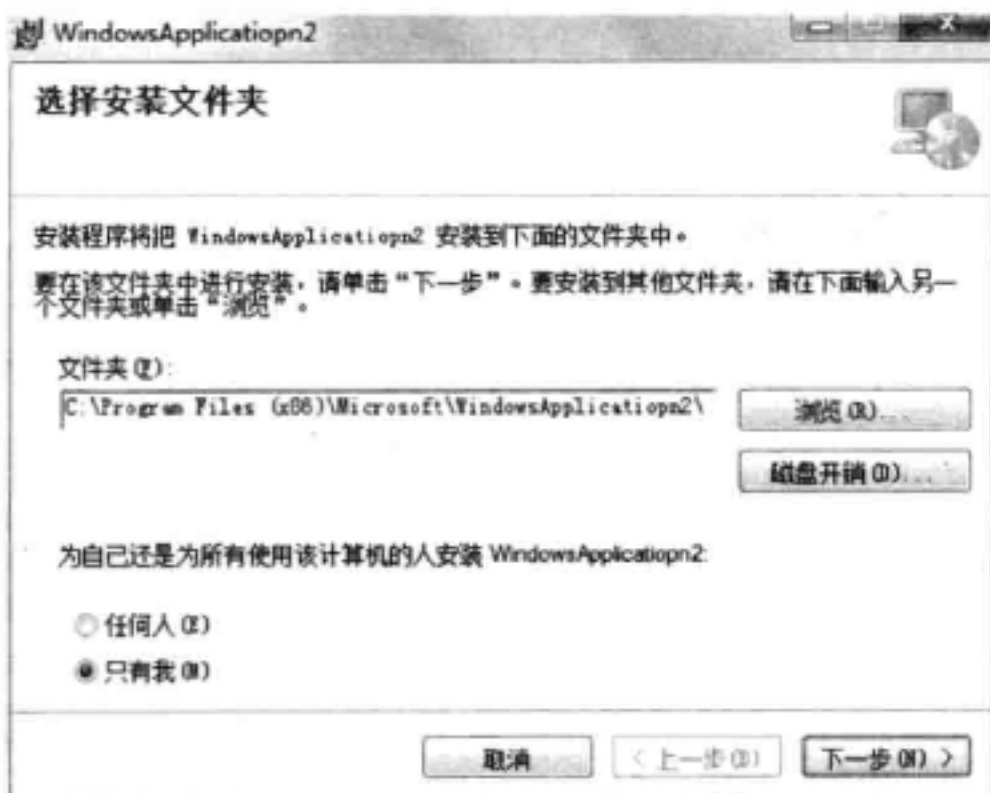 WindowsApplicatiopn2
选择安装文件夹
安装程序将把 WindowsApplicatiopn2 安装到下面的文件夹中。
要在该文件夹中进行安装，请单击“下一步”。要安装到其他文件夹，请在下面输入另一
个文件夹或单击“浏览”。
文件夹(F):
C:\Program Files (x86)\Microsoft\WindowsApplicatiopn2\
浏览(R)...
磁盘开销(D)...
为自己还是为所有使用该计算机的人安装 WindowsApplicatiopn2:
任何人(E)
只有我(M)
取消
< 上一步(B)
下一步(N) >